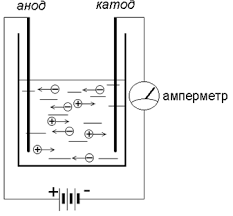 анод катод
амперметр
+ -